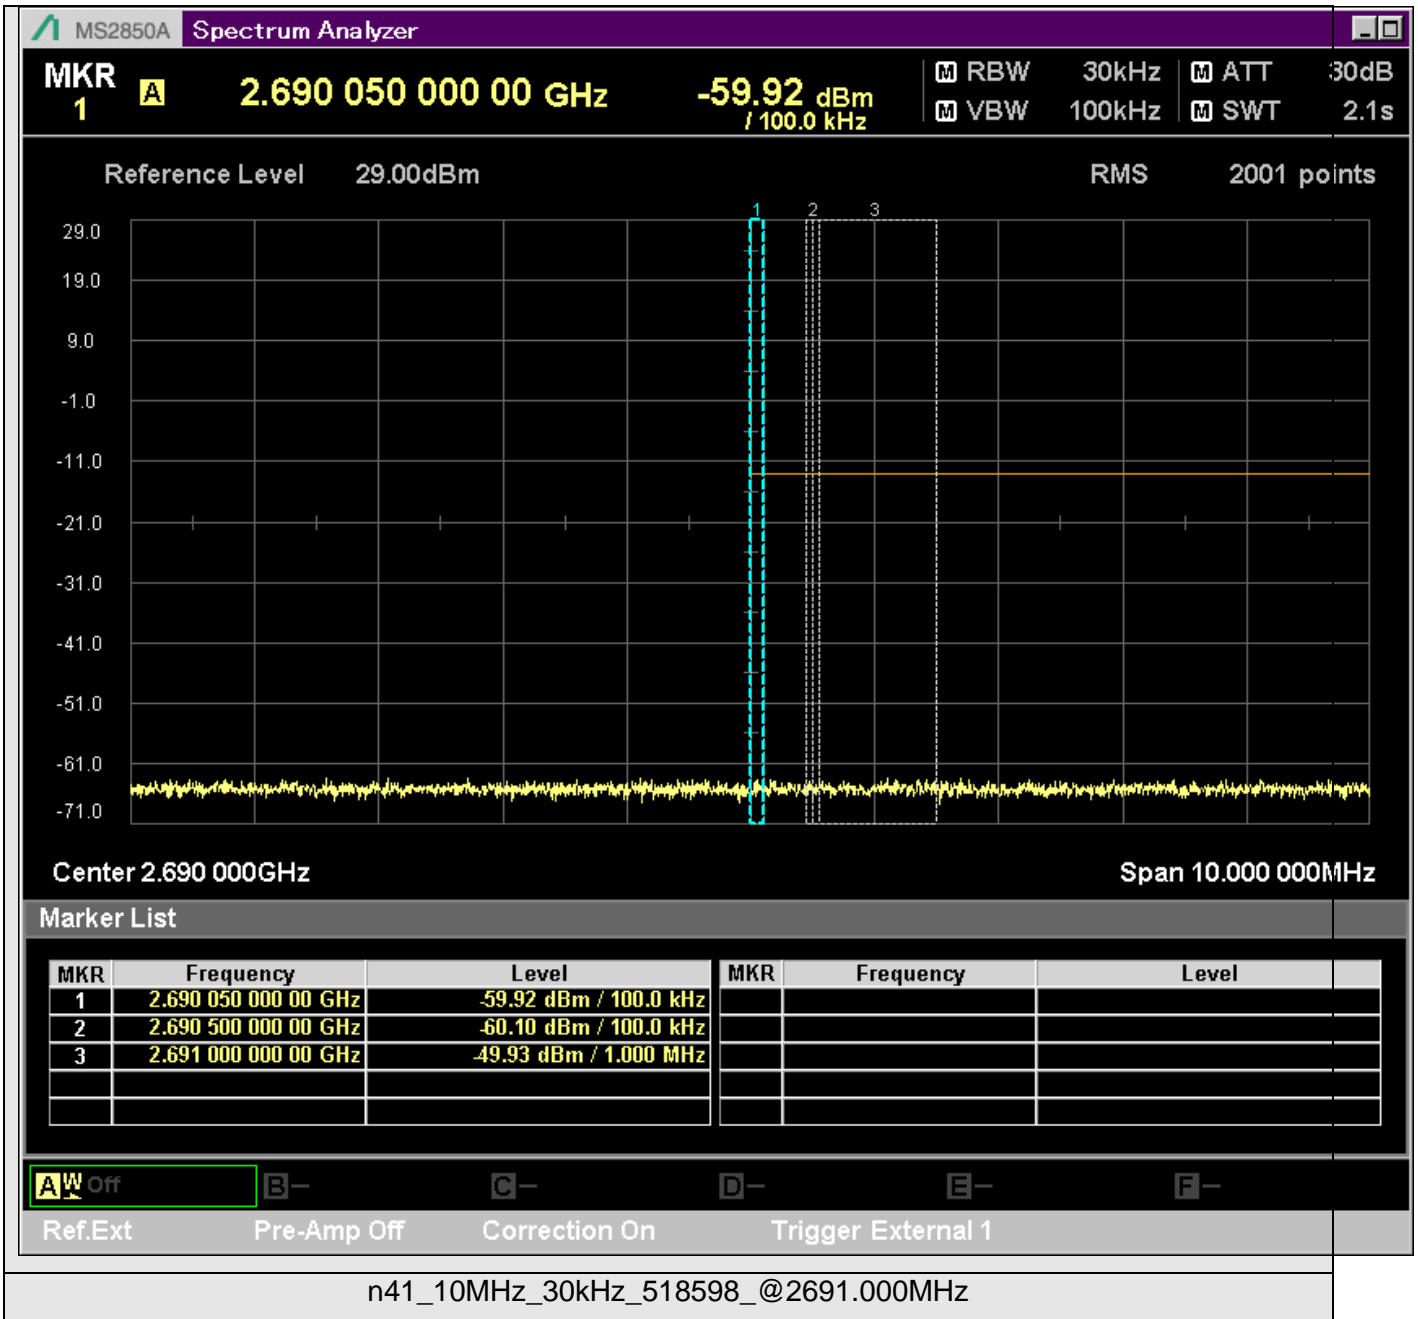 MS2850A Spectrum Analyzer
MKR 1 A 2.690 050 000 00 GHz -59.92 dBm / 100.0 kHz
M RBW 30kHz M ATT 30dB
M VBW 100kHz M SWT 2.1s
Reference Level 29.00dBm RMS 2001 points
1 2 3
29.0
19.0
9.0
-1.0
-11.0
-21.0
-31.0
-41.0
-51.0
-61.0
-71.0
Center 2.690 000GHz Span 10.000 000MHz
Marker List
MKR Frequency Level MKR Frequency Level
1 2.690 050 000 00 GHz -59.92 dBm / 100.0 kHz
2 2.690 500 000 00 GHz -60.10 dBm / 100.0 kHz
3 2.691 000 000 00 GHz -49.93 dBm / 1.000 MHz
A W Off B — C — D — E — F —
Ref.Ext Pre-Amp Off Correction On Trigger External 1
n41_10MHz_30kHz_518598_@2691.000MHz